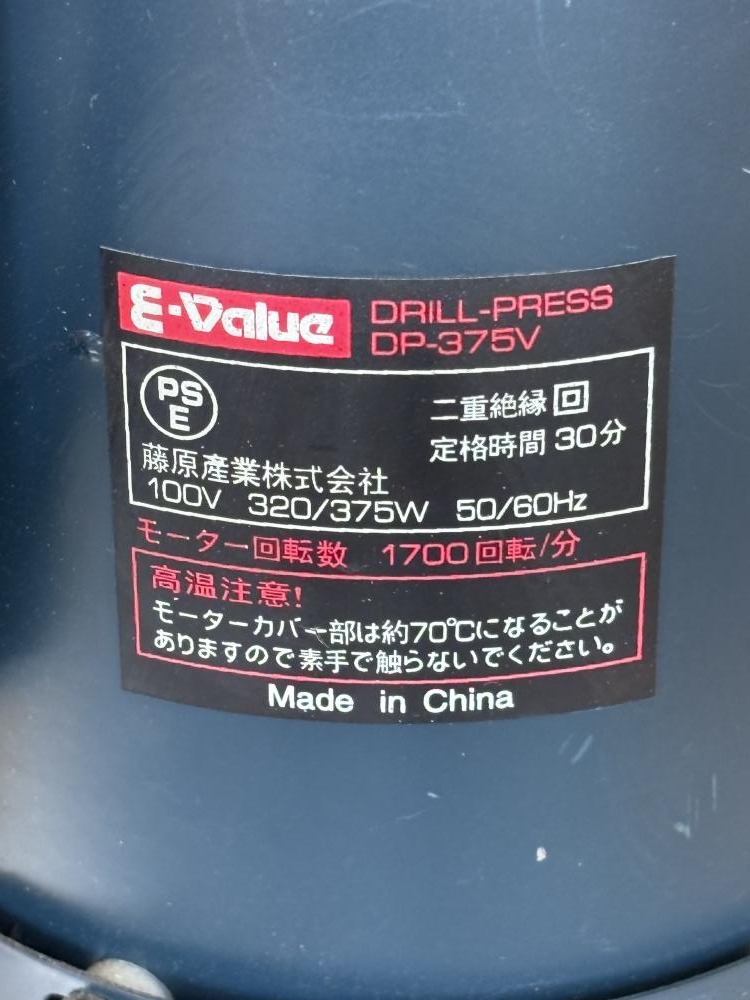 E-Value
DRILL-PRESS
DP-375V
PS
E
二重絶縁
定格時間 30分
藤原産業株式会社
100V 320/375W 50/60Hz
モーター回転数 1700回転/分
高温注意!
モーターカバー部は約70℃になることが
ありますので素手で触らないでください。
Made in China